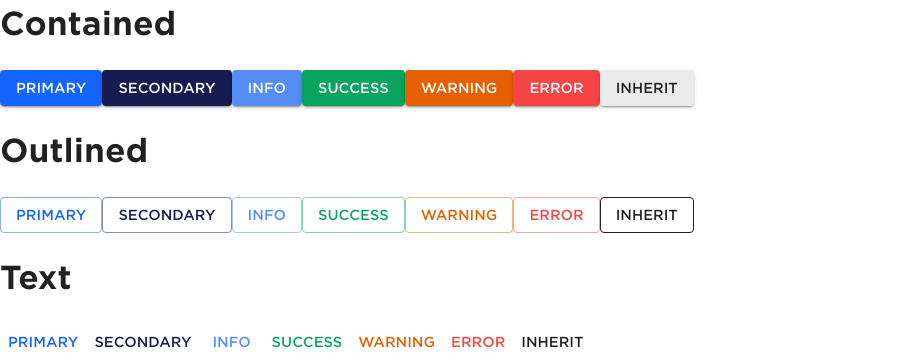 Contained
PRIMARY SECONDARY INFO SUCCESS WARNING ERROR INHERIT
Outlined
PRIMARY SECONDARY INFO SUCCESS WARNING ERROR INHERIT
Text
PRIMARY SECONDARY INFO SUCCESS WARNING ERROR INHERIT